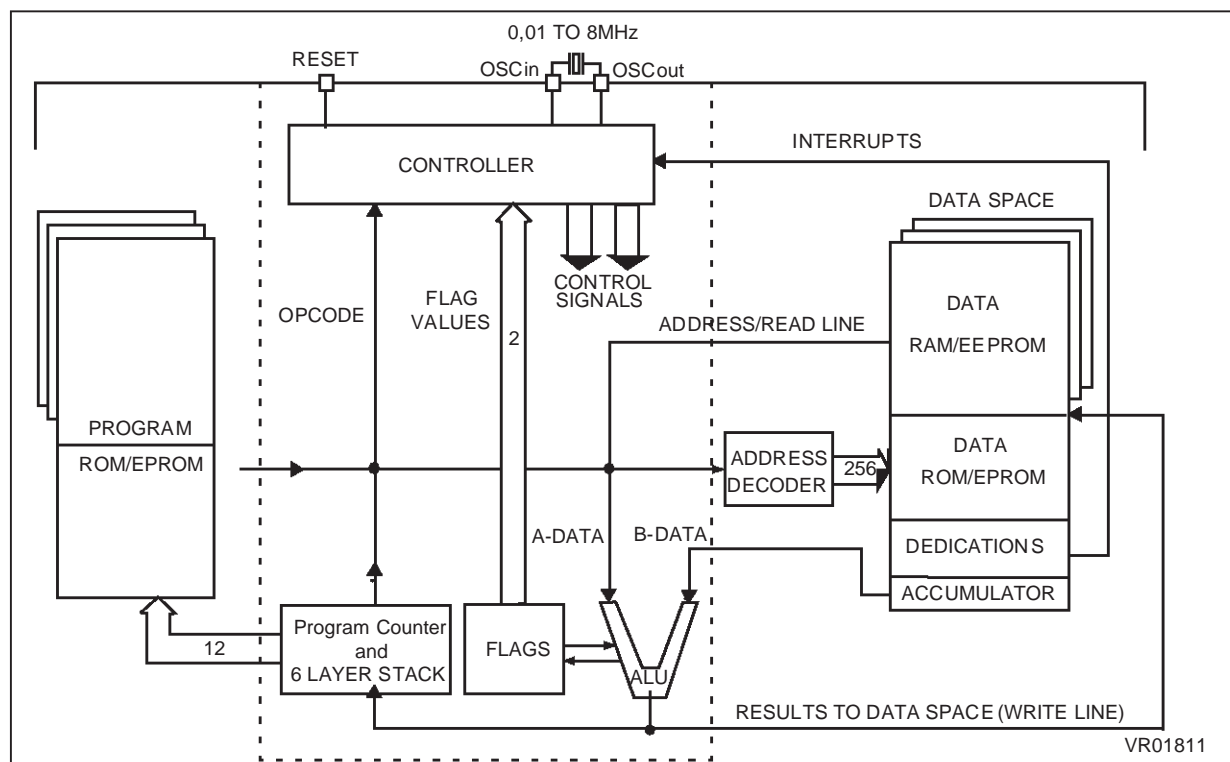 0,01 TO 8MHz
RESET
OSCin
OSCout
CONTROLLER
INTERRUPTS
DATA SPACE
OPCODE
FLAG
VALUES
2
CONTROL
SIGNALS
ADDRESS/READ LINE
DATA
RAM/EEPROM
PROGRAM
ROM/EPROM
ADDRESS
DECODER
256
DATA
ROM/EPROM
A-DATA
B-DATA
DEDICATIONS
ACCUMULATOR
12
Program Counter
and
6 LAYER STACK
FLAGS
ALU
RESULTS TO DATA SPACE (WRITE LINE)
VR01811